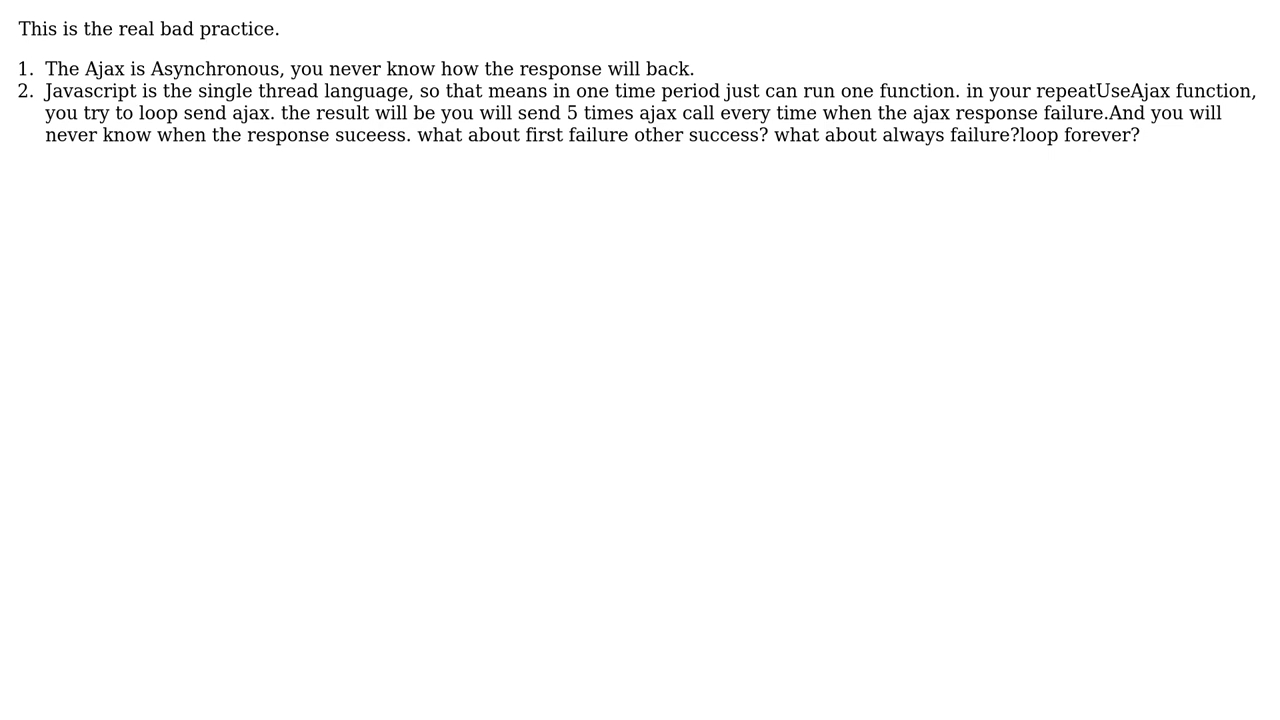 This is the real bad practice.
1. The Ajax is Asynchronous, you never know how the response will back.
2. Javascript is the single thread language, so that means in one time period just can run one function. in your repeatUseAjax function,
you try to loop send ajax. the result will be you will send 5 times ajax call every time when the ajax response failure.And you will
never know when the response suceess. what about first failure other success? what about always failure?loop forever?